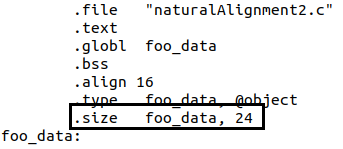 .file "naturalAlignment2.c"
.text
.globl foo_data
.bss
.align 16
.type foo_data, @object
.size foo_data, 24
foo_data: